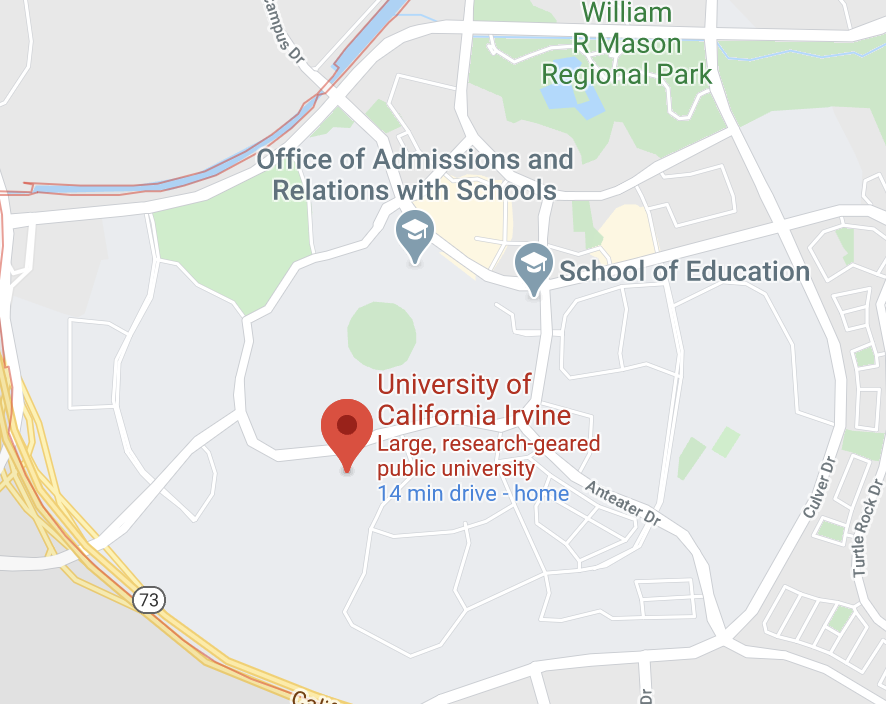 William
R Mason
Regional Park
Campus Dr
Office of Admissions and
Relations with Schools
School of Education
University of
California Irvine
Large, research-geared
public university
14 min drive - home
Anteater Dr
Culver Dr
Turtle Rock Dr
73
Dr